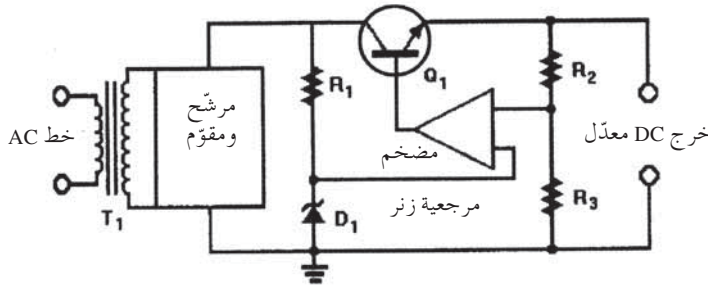 Q1
R1
R2
مرشّح
ومقوّم
خط AC
مضخم
خرج DC معدّل
T1
D1
مرجعية زنر
R3